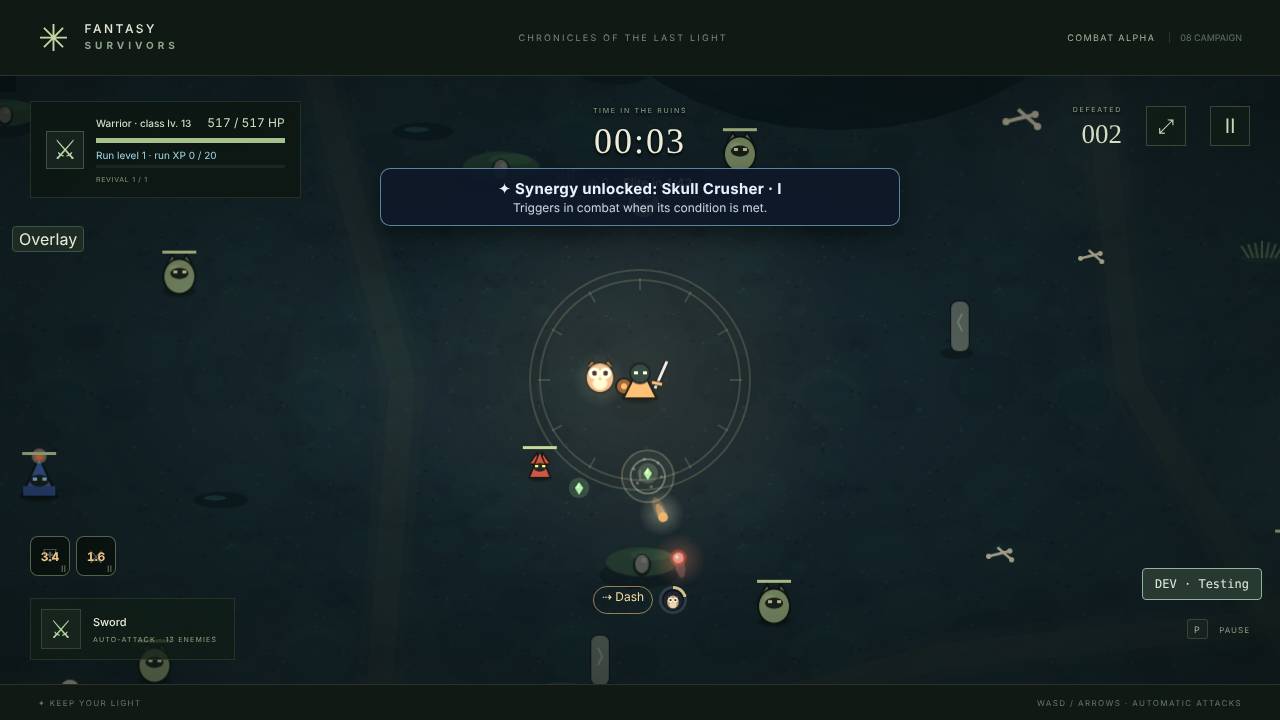 FANTASY
SURVIVORS
CHRONICLES OF THE LAST LIGHT
COMBAT ALPHA
08 CAMPAIGN
Warrior · class lv. 13
517 / 517 HP
Run level 1 · run XP 0 / 20
REVIVAL 1 / 1
TIME IN THE RUINS
00:03
DEFEATED
002
✦ Synergy unlocked: Skull Crusher · I
Triggers in combat when its condition is met.
Overlay
3.4
II
1.6
II
⇢ Dash
DEV · Testing
Sword
AUTO-ATTACK · 13 ENEMIES
P
PAUSE
✦ KEEP YOUR LIGHT
WASD / ARROWS · AUTOMATIC ATTACKS